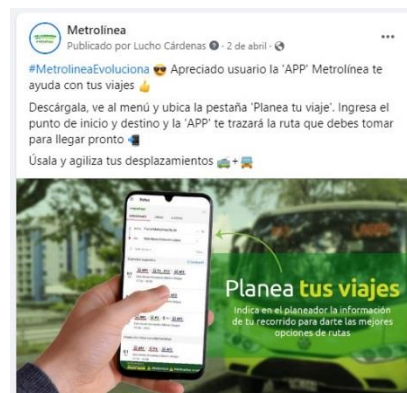 Metrolínea
Publicado por Lucho Cárdenas · 2 de abril ·
#MetrolineaEvoluciona 😎 Apreciado usuario la 'APP' Metrolínea te
ayuda con tus viajes 👍
Descárgala, ve al menú y ubica la pestaña 'Planea tu viaje'. Ingresa el
punto de inicio y destino y la 'APP' te trazará la ruta que debes tomar
para llegar pronto 📲
Úsala y agiliza tus desplazamientos 🚎+🚍
Planea tus viajes
Indica en el planeador la información
de tu recorrido para darte las mejores
opciones de rutas